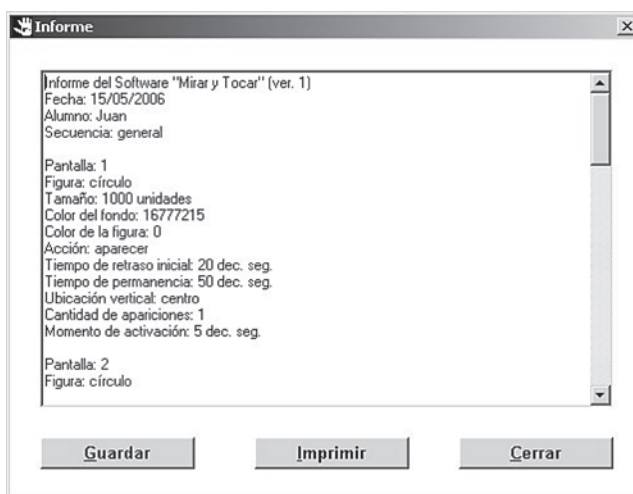 Informe
Informe del Software "Mirar y Tocar" (ver. 1)
Fecha: 15/05/2006
Alumno: Juan
Secuencia: general
Pantalla: 1
Figura: círculo
Tamaño: 1000 unidades
Color del fondo: 16777215
Color de la figura: 0
Acción: aparecer
Tiempo de retraso inicial: 20 dec. seg.
Tiempo de permanencia: 50 dec. seg.
Ubicación vertical: centro
Cantidad de apariciones: 1
Momento de activación: 5 dec. seg.
Pantalla: 2
Figura: círculo
Guardar Imprimir Cerrar